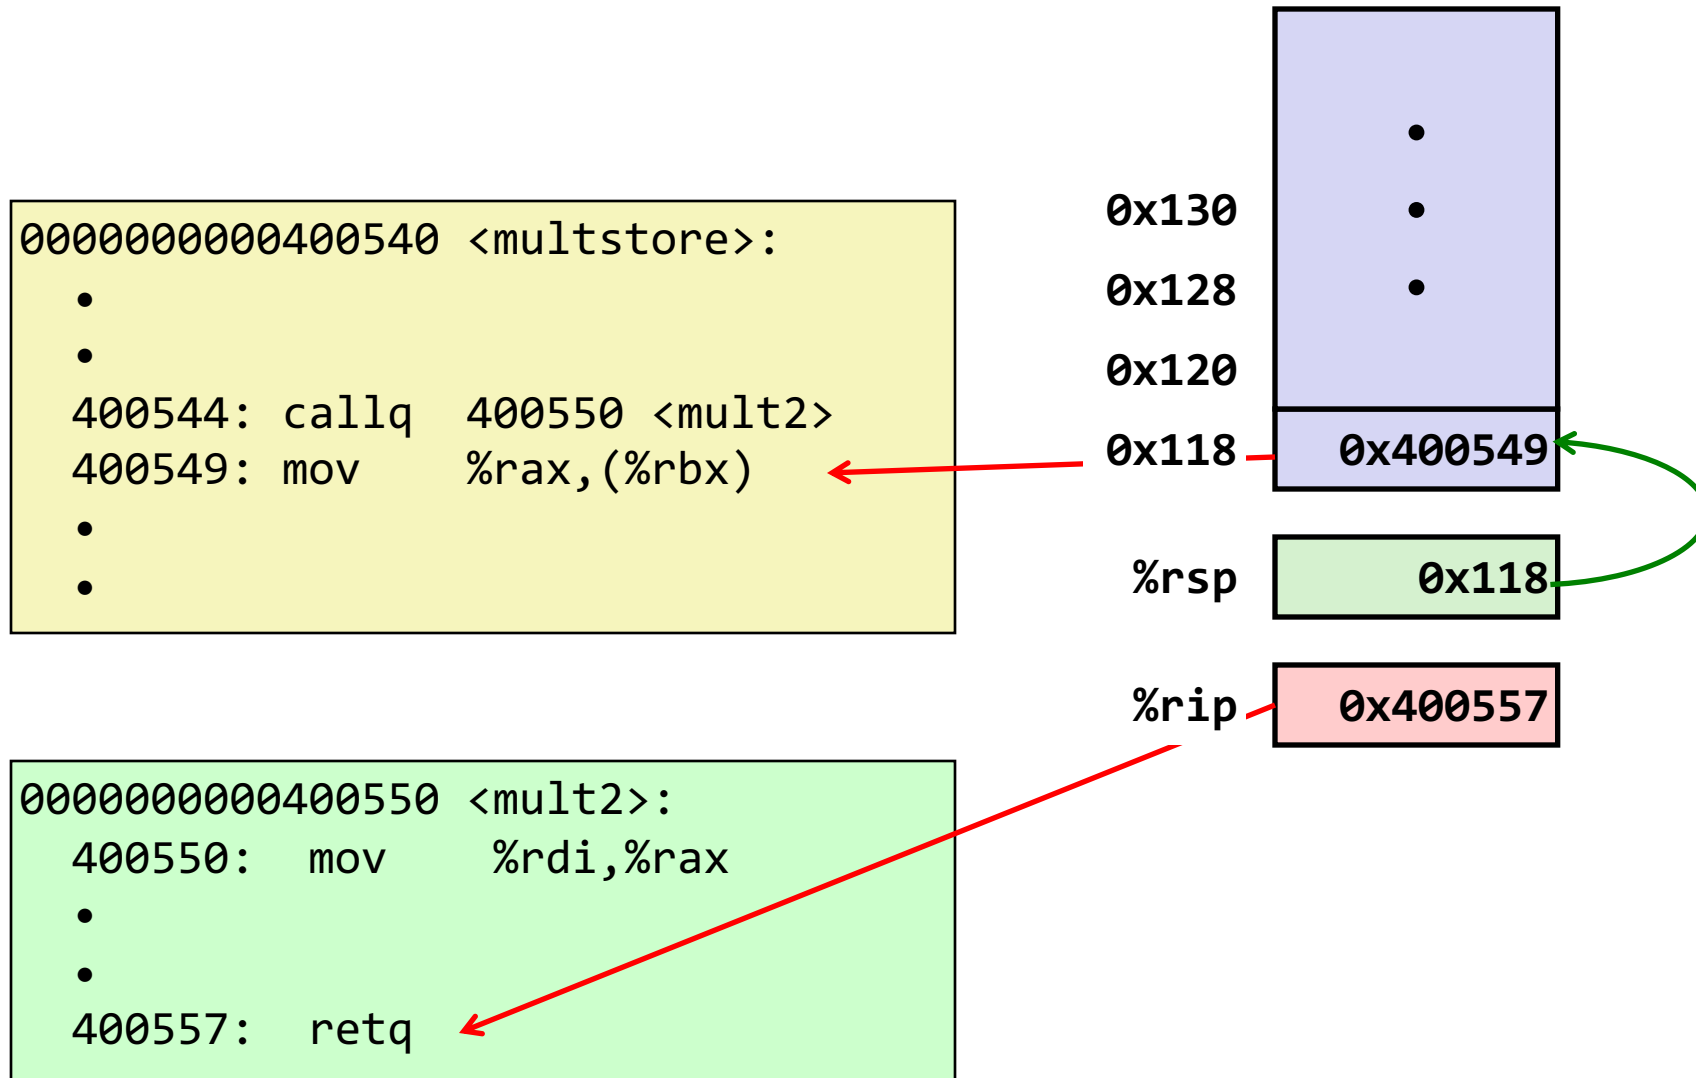 0000000000400540 <multstore>:
•
•
400544: callq  400550 <mult2>
400549: mov    %rax,(%rbx)
•
•
0000000000400550 <mult2>:
400550:  mov    %rdi,%rax
•
•
400557:  retq
•
0x130 •
0x128 •
0x120
0x118 0x400549
%rsp 0x118
%rip 0x400557